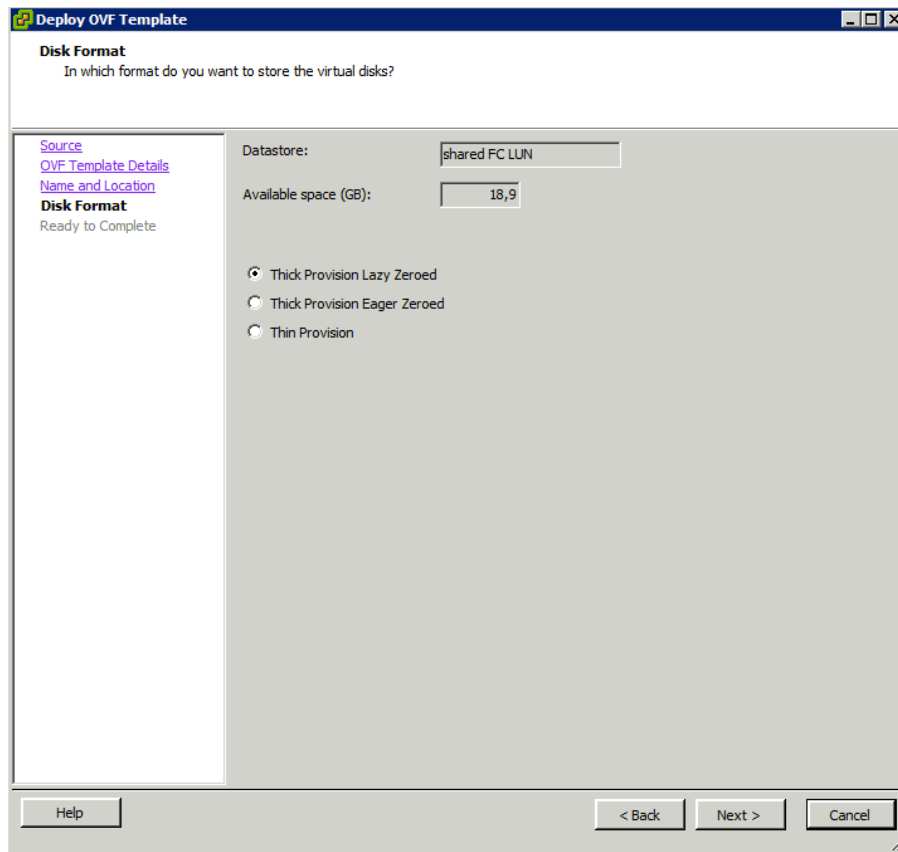 Deploy OVF Template
Disk Format
In which format do you want to store the virtual disks?
Source
OVF Template Details
Name and Location
Disk Format
Ready to Complete
Datastore: shared FC LUN
Available space (GB): 18,9
Thick Provision Lazy Zeroed
Thick Provision Eager Zeroed
Thin Provision
Help < Back Next > Cancel